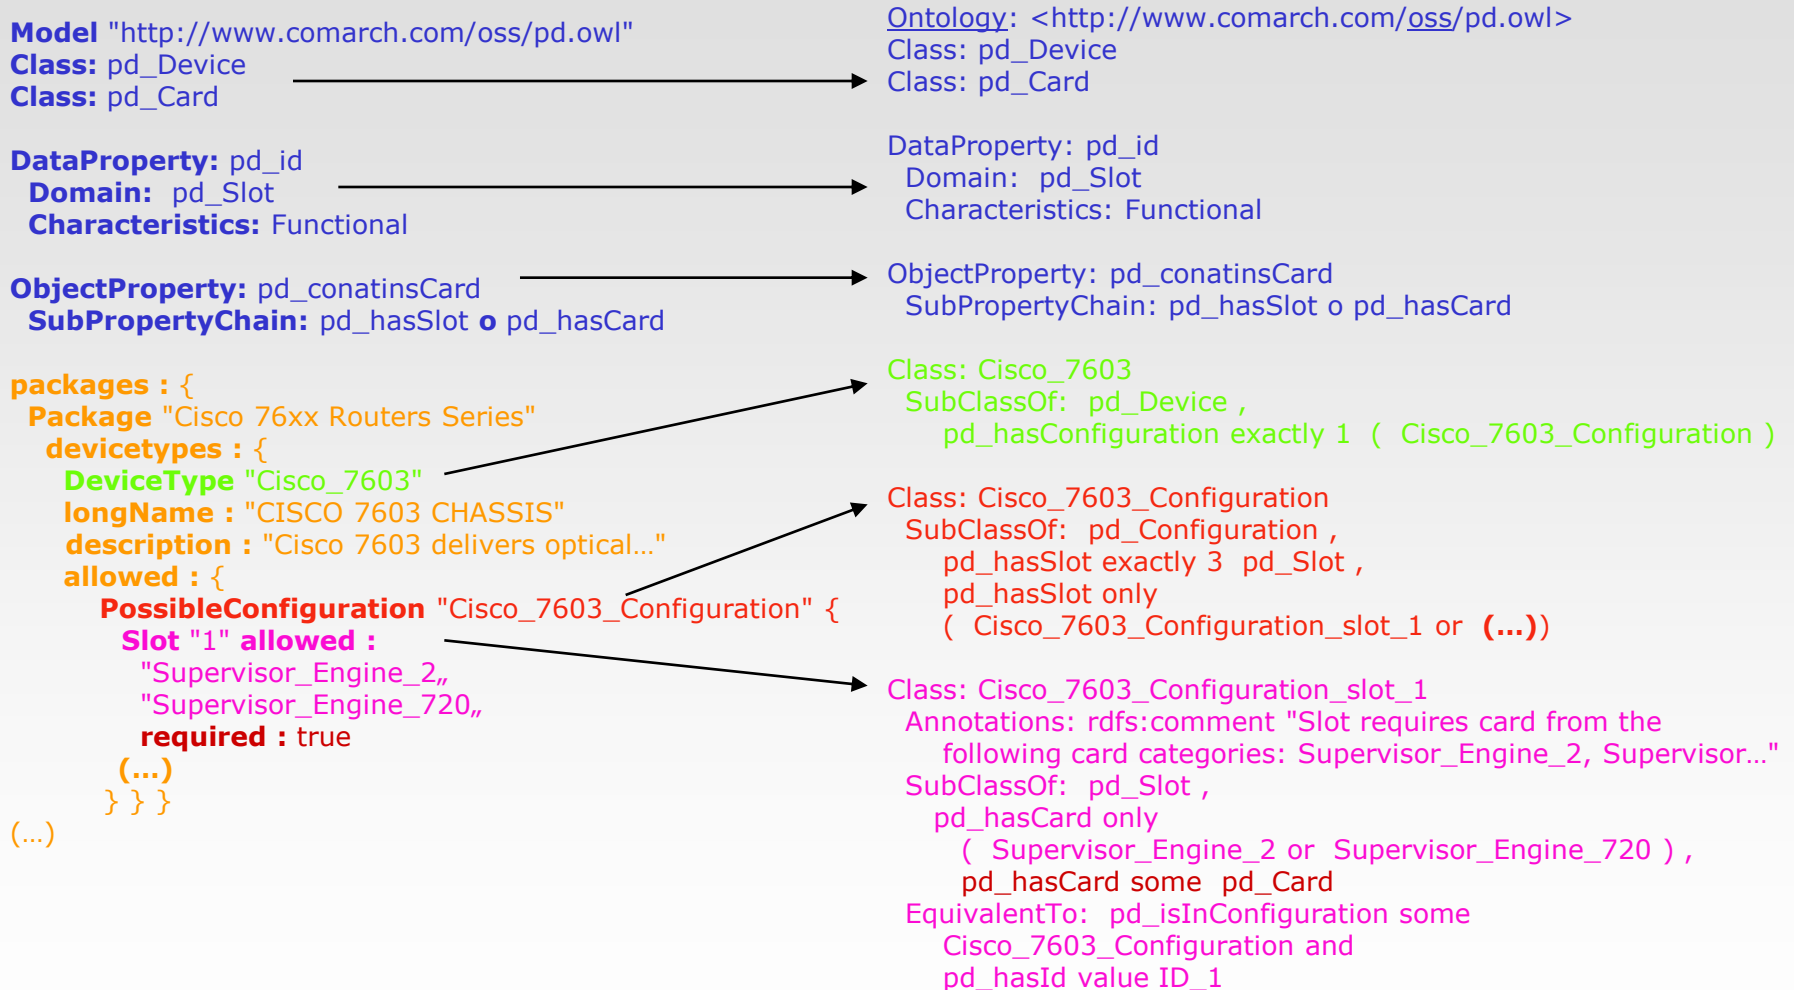 Model "http://www.comarch.com/oss/pd.owl"
Class: pd_Device
Class: pd_Card
DataProperty: pd_id
Domain: pd_Slot
Characteristics: Functional
ObjectProperty: pd_conatinsCard
SubPropertyChain: pd_hasSlot o pd_hasCard
packages : {
Package "Cisco 76xx Routers Series"
devicetypes : {
DeviceType "Cisco_7603"
longName : "CISCO 7603 CHASSIS"
description : "Cisco 7603 delivers optical…"
allowed : {
PossibleConfiguration "Cisco_7603_Configuration" {
Slot "1" allowed :
"Supervisor_Engine_2„
"Supervisor_Engine_720„
required : true
(…)
} } }
(…)
Ontology: <http://www.comarch.com/oss/pd.owl>
Class: pd_Device
Class: pd_Card
DataProperty: pd_id
Domain: pd_Slot
Characteristics: Functional
ObjectProperty: pd_conatinsCard
SubPropertyChain: pd_hasSlot o pd_hasCard
Class: Cisco_7603
SubClassOf: pd_Device ,
pd_hasConfiguration exactly 1 ( Cisco_7603_Configuration )
Class: Cisco_7603_Configuration
SubClassOf: pd_Configuration ,
pd_hasSlot exactly 3 pd_Slot ,
pd_hasSlot only
( Cisco_7603_Configuration_slot_1 or (…))
Class: Cisco_7603_Configuration_slot_1
Annotations: rdfs:comment "Slot requires card from the
following card categories: Supervisor_Engine_2, Supervisor…"
SubClassOf: pd_Slot ,
pd_hasCard only
( Supervisor_Engine_2 or Supervisor_Engine_720 ) ,
pd_hasCard some pd_Card
EquivalentTo: pd_isInConfiguration some
Cisco_7603_Configuration and
pd_hasId value ID_1